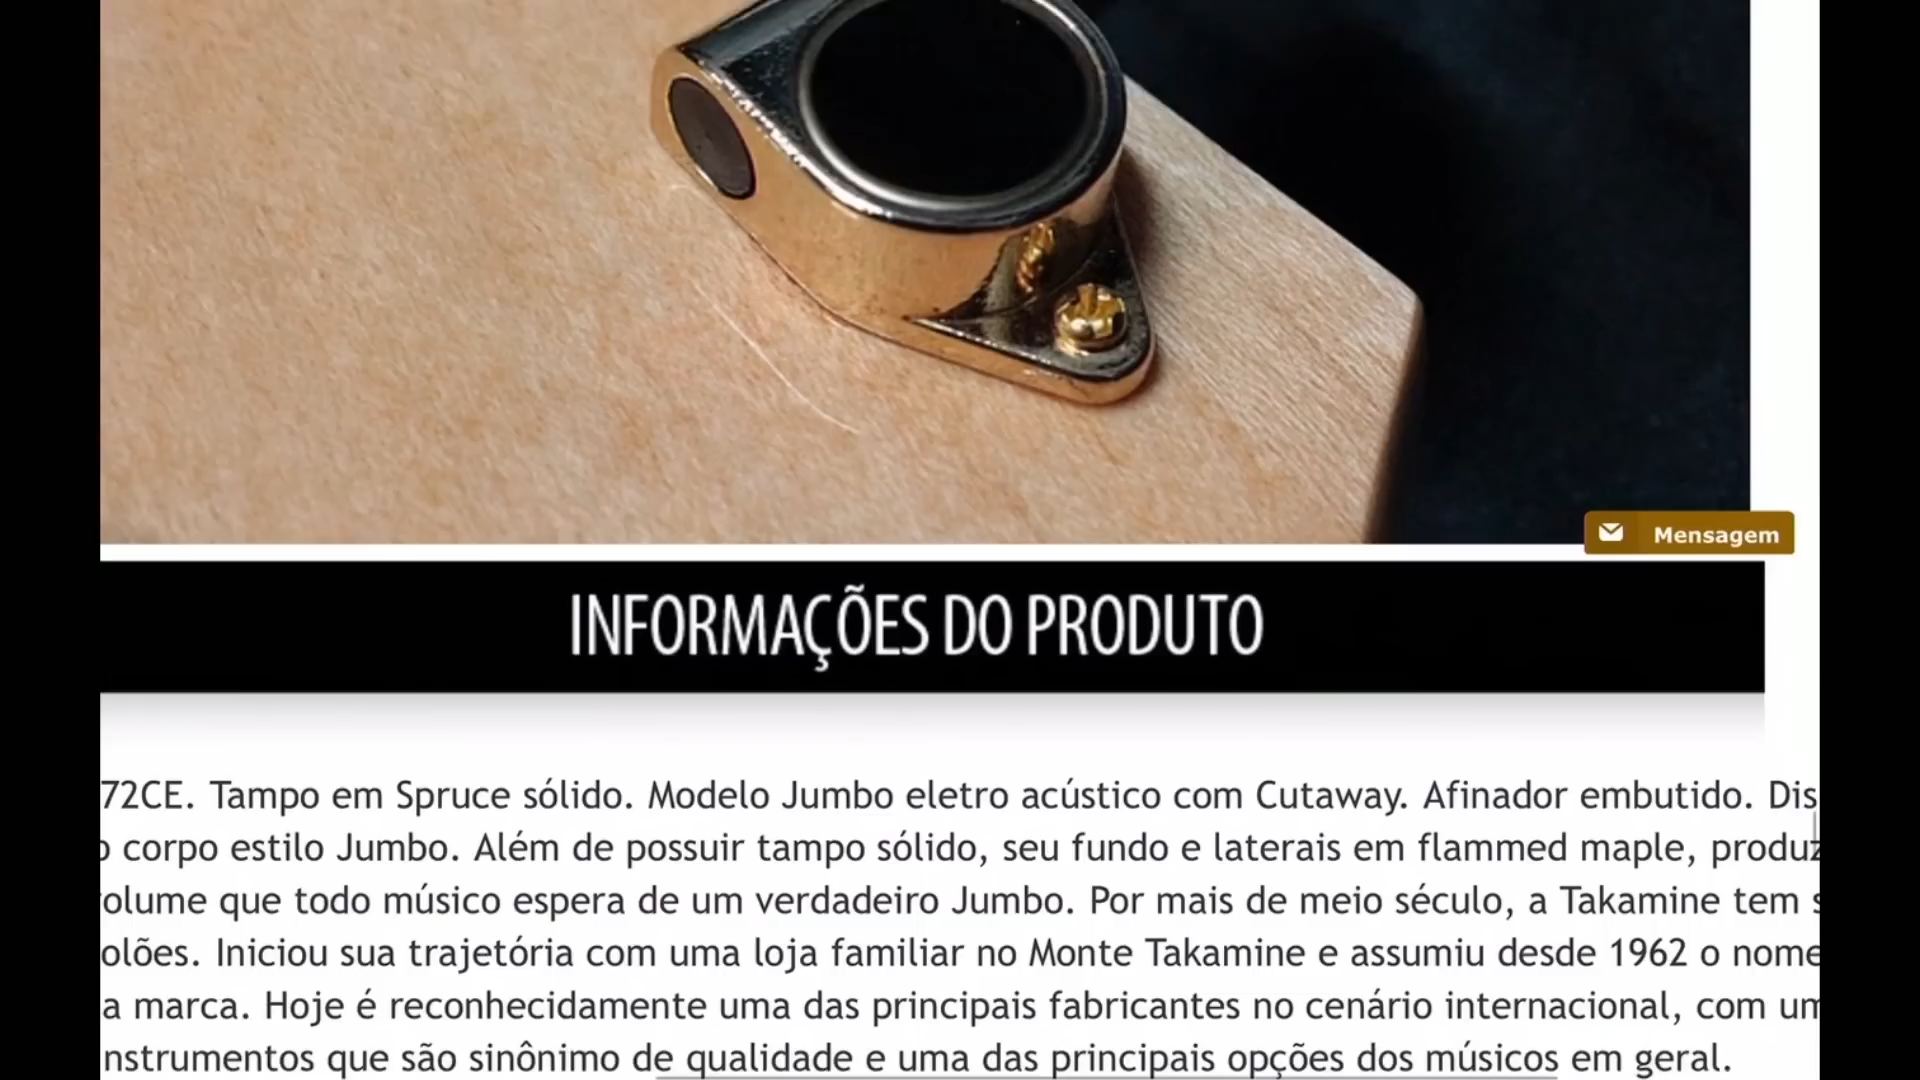 Mensagem
INFORMAÇÕES DO PRODUTO
72CE. Tampo em Spruce sólido. Modelo Jumbo eletro acústico com Cutaway. Afinador embutido. Dis
o corpo estilo Jumbo. Além de possuir tampo sólido, seu fundo e laterais em flammed maple, produz
volume que todo músico espera de um verdadeiro Jumbo. Por mais de meio século, a Takamine tem s
olões. Iniciou sua trajetória com uma loja familiar no Monte Takamine e assumiu desde 1962 o nome
a marca. Hoje é reconhecidamente uma das principais fabricantes no cenário internacional, com um
nstrumentos que são sinônimo de qualidade e uma das principais opções dos músicos em geral.